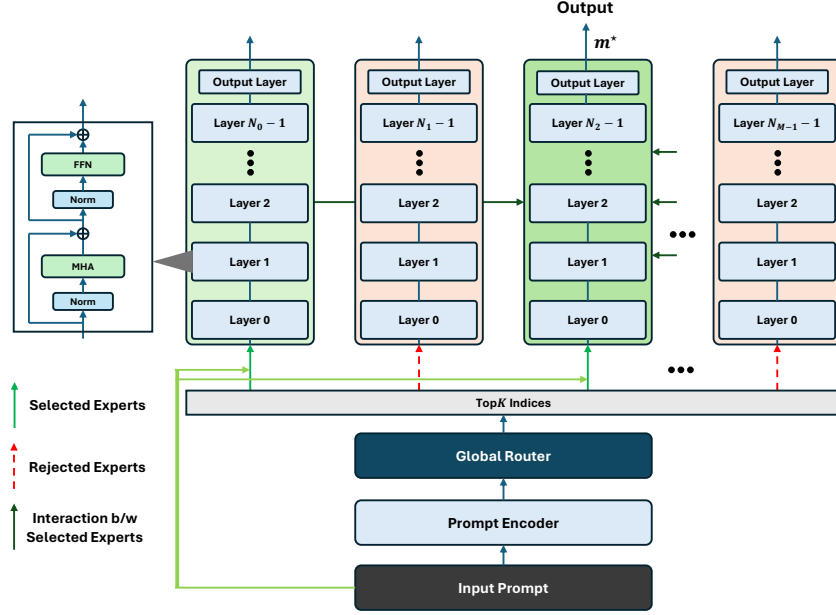 Output
m⋆
Output Layer
Output Layer
Output Layer
Output Layer
Layer N₀ − 1
Layer N₁ − 1
Layer N₂ − 1
Layer N_{M−1} − 1
Layer 2
Layer 2
Layer 2
Layer 2
Layer 1
Layer 1
Layer 1
Layer 1
Layer 0
Layer 0
Layer 0
Layer 0
FFN
Norm
MHA
Norm
Selected Experts
Rejected Experts
Interaction b/w
Selected Experts
TopK Indices
Global Router
Prompt Encoder
Input Prompt